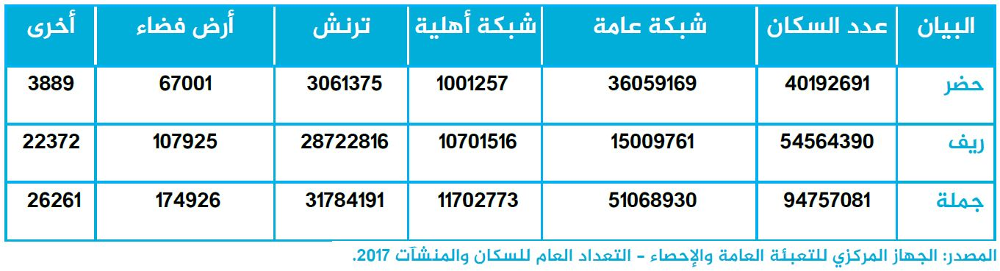 البيان عدد السكان شبكة عامة شبكة أهلية ترنش أرض فضاء أخرى
حضر 40192691 36059169 1001257 3061375 67001 3889
ريف 54564390 15009761 10701516 28722816 107925 22372
جملة 94757081 51068930 11702773 31784191 174926 26261
المصدر: الجهاز المركزي للتعبئة العامة والإحصاء - التعداد العام للسكان والمنشآت 2017.